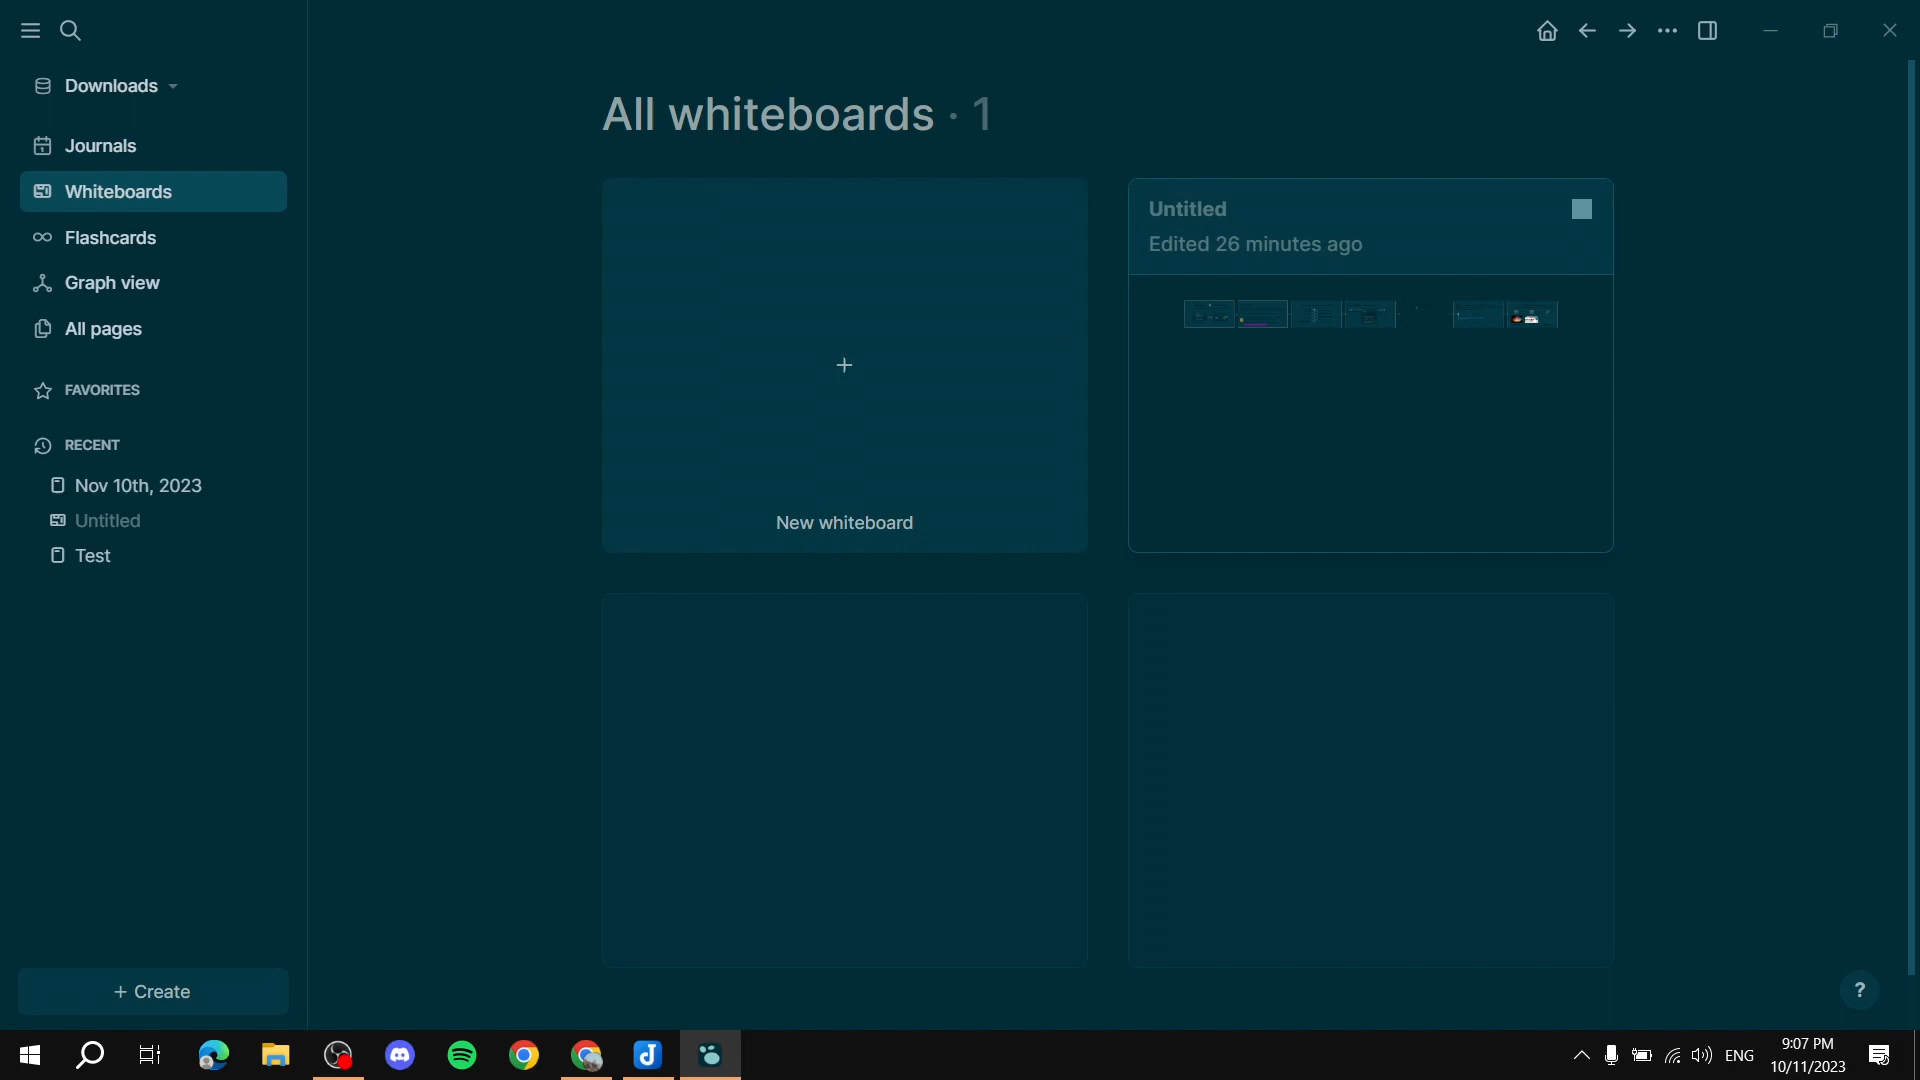 Downloads
Journals
Whiteboards
Flashcards
Graph view
All pages
FAVORITES
RECENT
Nov 10th, 2023
Untitled
Test
+ Create
All whiteboards · 1
+
New whiteboard
Untitled
Edited 26 minutes ago
?
ENG
9:07 PM
10/11/2023